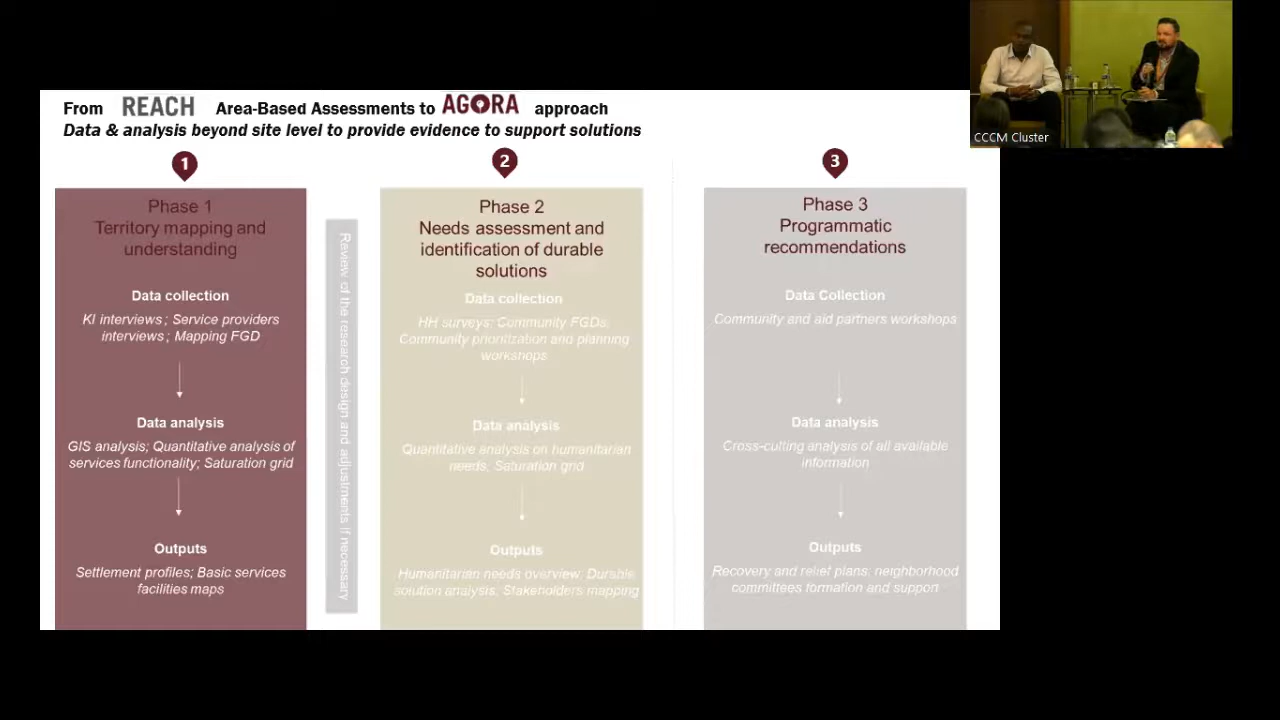 From REACH Area-Based Assessments to AGORA approach
Data & analysis beyond site level to provide evidence to support solutions
1
Phase 1
Territory mapping and
understanding
Data collection
KI interviews ; Service providers
interviews ; Mapping FGD
Data analysis
GIS analysis; Quantitative analysis of
services functionality; Saturation grid
Outputs
Settlement profiles; Basic services
facilities maps
Review of the research design and adjustments if necessary
2
Phase 2
Needs assessment and
identification of durable
solutions
Data collection
HH surveys; Community FGDs;
Community prioritization and planning
workshops
Data analysis
Quantitative analysis on humanitarian
needs; Saturation grid
Outputs
Humanitarian needs overview; Durable
solution analysis; Stakeholders mapping
3
Phase 3
Programmatic
recommendations
Data Collection
Community and aid partners workshops
Data analysis
Cross-cutting analysis of all available
information
Outputs
Recovery and relief plans; neighborhood
committees formation and support
CCCM Cluster